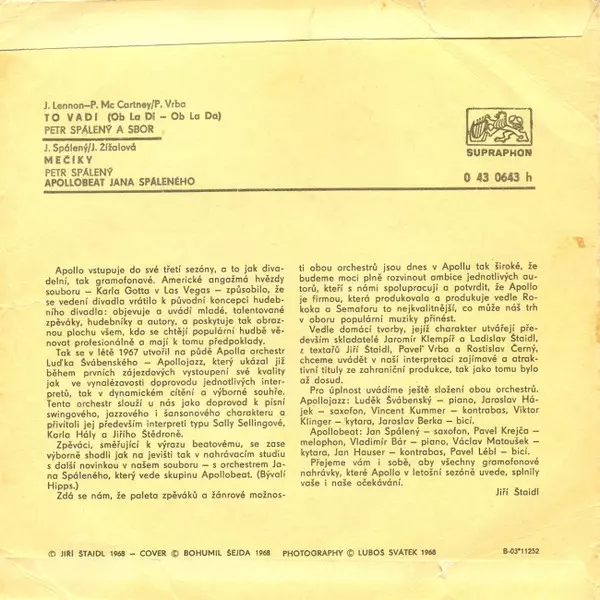 J. Lennon–P. Mc Cartney/P. Vrba
TO VADÍ (Ob La Di – Ob La Da)
PETR SPÁLENÝ A SBOR
J. Spálený/J. Žížalová
MEČÍKY
PETR SPÁLENÝ
APOLLOBEAT JANA SPÁLENÉHO
SUPRAPHON
0 43 0643 h
Apollo vstupuje do své třetí sezóny, a to jak diva-
delní, tak gramofonové. Americké angažmá hvězdy
souboru – Karla Gotta v Las Vegas – způsobilo, že
se vedení divadla vrátilo k původní koncepci hudeb-
ního divadla: objevuje a uvádí mladé, talentované
zpěváky, hudebníky a autory, a poskytuje tak obraz-
nou plochu všem, kdo se chtějí populární hudbě vě-
novat profesionálně a mají k tomu předpoklady.
Tak se v létě 1967 utvořil na půdě Apolla orchestr
Luďka Švábenského – Apollojazz, který ukázal již
během prvních zájezdových vystoupení své kvality
jak ve vynalézavosti doprovodu jednotlivých inter-
pretů, tak v dynamickém cítění a výborné souhře.
Tento orchestr slouží u nás jako doprovod k písní
swingového, jazzového i šansonového charakteru a
přivítali jej především interpreti typu Sally Sellingové,
Karla Hály a Jiřího Štědroně.
Zpěváci, směřující k výrazu beatovému, se zase
výborně shodli jak na jevišti tak v nahrávacím studiu
s další novinkou v našem souboru – s orchestrem Ja-
na Spáleného, který vede skupinu Apollobeat. (Bývalí
Hipps.)
Zdá se nám, že paleta zpěváků a žánrové možnos-
ti obou orchestrů jsou dnes v Apollu tak široké, že
budeme moci plně rozvinout ambice jednotlivých au-
torů, kteří s námi spolupracují a potvrdit, že Apollo
je firmou, která produkovala a produkuje vedle Ro-
koka a Semaforu to nejkvalitnější, co může náš trh
v oboru populární muziky přinést.
Vedle domácí tvorby, jejíž charakter utvářejí pře-
devším skladatelé Jaromír Klempíř a Ladislav Štaidl,
z textařů Jiří Štaidl, Pavel Vrba a Rostislav Černý,
chceme uvádět v naší interpretaci zajímavé a atrak-
tivní tituly ze zahraniční produkce, tak jako tomu bylo
až dosud.
Pro úplnost uvádíme ještě složení obou orchestrů.
Apollojazz: Luděk Švábenský – piano, Jaroslav Há-
jek – saxofon, Vincent Kummer – kontrabas, Viktor
Klinger – kytara, Jaroslav Berka – bicí.
Apollobeat: Jan Spálený – saxofon, Pavel Krejča –
melophon, Vladimír Bár – piano, Václav Matoušek –
kytara, Jan Hauser – kontrabas, Pavel Lébl – bicí.
Přejeme vám i sobě, aby všechny gramofonové
nahrávky, které Apollo v letošní sezóně uvede, splnily
vaše i naše očekávání.
Jiří Štaidl
© JIŘÍ ŠTAIDL 1968 – COVER © BOHUMIL ŠEJDA 1968 PHOTOGRAPHY © LUBOŠ SVÁTEK 1968
B-03*11252